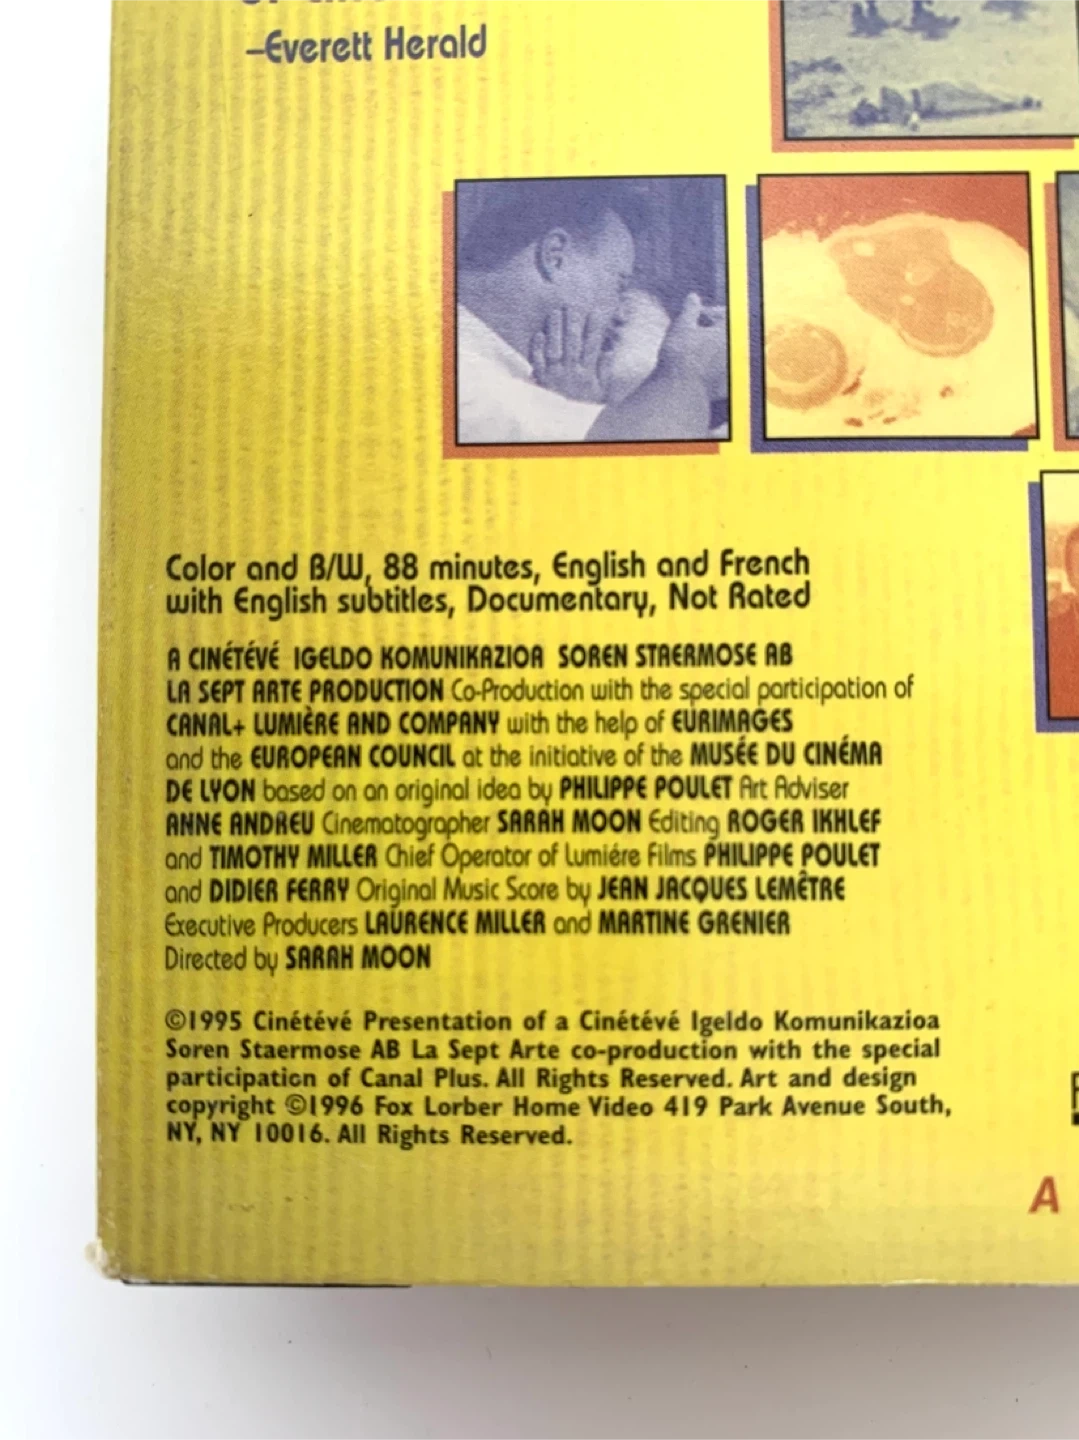 –Everett Herald
Color and B/W, 88 minutes, English and French
with English subtitles, Documentary, Not Rated
A CINÉTÉVÉ IGELDO KOMUNIKAZIOA SOREN STAERMOSE AB
LA SEPT ARTE PRODUCTION Co-Production with the special participation of
CANAL+ LUMIÈRE AND COMPANY with the help of EURIMAGES
and the EUROPEAN COUNCIL at the initiative of the MUSÉE DU CINÉMA
DE LYON based on an original idea by PHILIPPE POULET Art Adviser
ANNE ANDREU Cinematographer SARAH MOON Editing ROGER IKHLEF
and TIMOTHY MILLER Chief Operator of Lumiére Films PHILIPPE POULET
and DIDIER FERRY Original Music Score by JEAN JACQUES LEMÊTRE
Executive Producers LAURENCE MILLER and MARTINE GRENIER
Directed by SARAH MOON
©1995 Cinétévé Presentation of a Cinétévé Igeldo Komunikazioa
Soren Staermose AB La Sept Arte co-production with the special
participation of Canal Plus. All Rights Reserved. Art and design
copyright ©1996 Fox Lorber Home Video 419 Park Avenue South,
NY, NY 10016. All Rights Reserved.
A